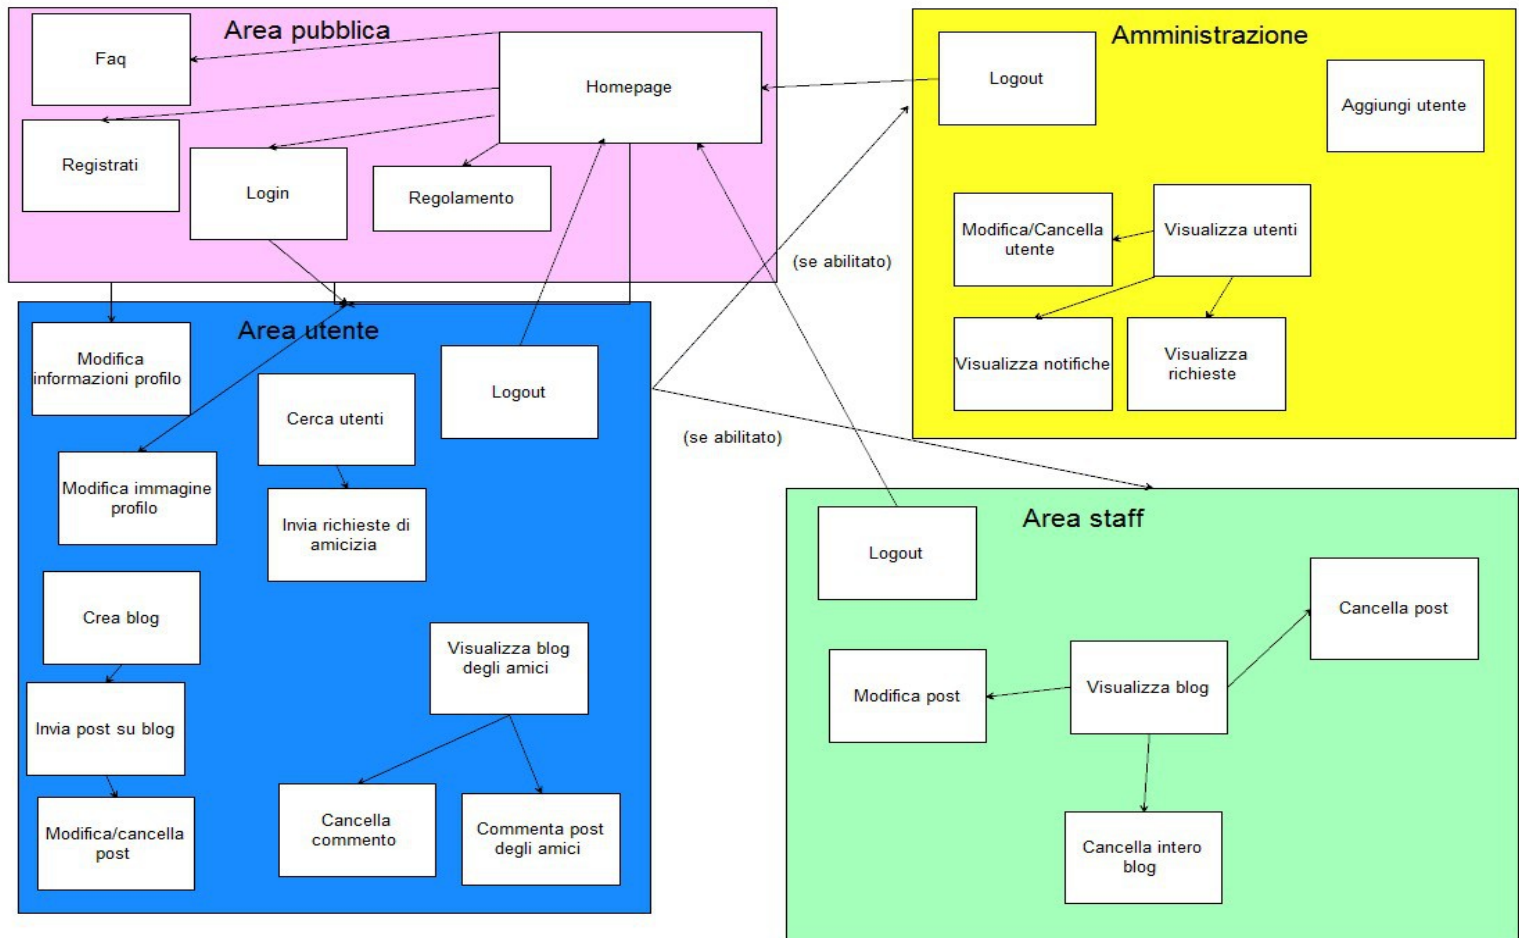 Area pubblica
Faq
Homepage
Registrati
Login
Regolamento
Amministrazione
Logout
Aggiungi utente
Modifica/Cancella
utente
Visualizza utenti
Visualizza notifiche
Visualizza
richieste
(se abilitato)
(se abilitato)
Area utente
Modifica
informazioni profilo
Logout
Cerca utenti
Modifica immagine
profilo
Invia richieste di
amicizia
Crea blog
Visualizza blog
degli amici
Invia post su blog
Modifica/cancella
post
Cancella
commento
Commenta post
degli amici
Area staff
Logout
Cancella post
Modifica post
Visualizza blog
Cancella intero
blog